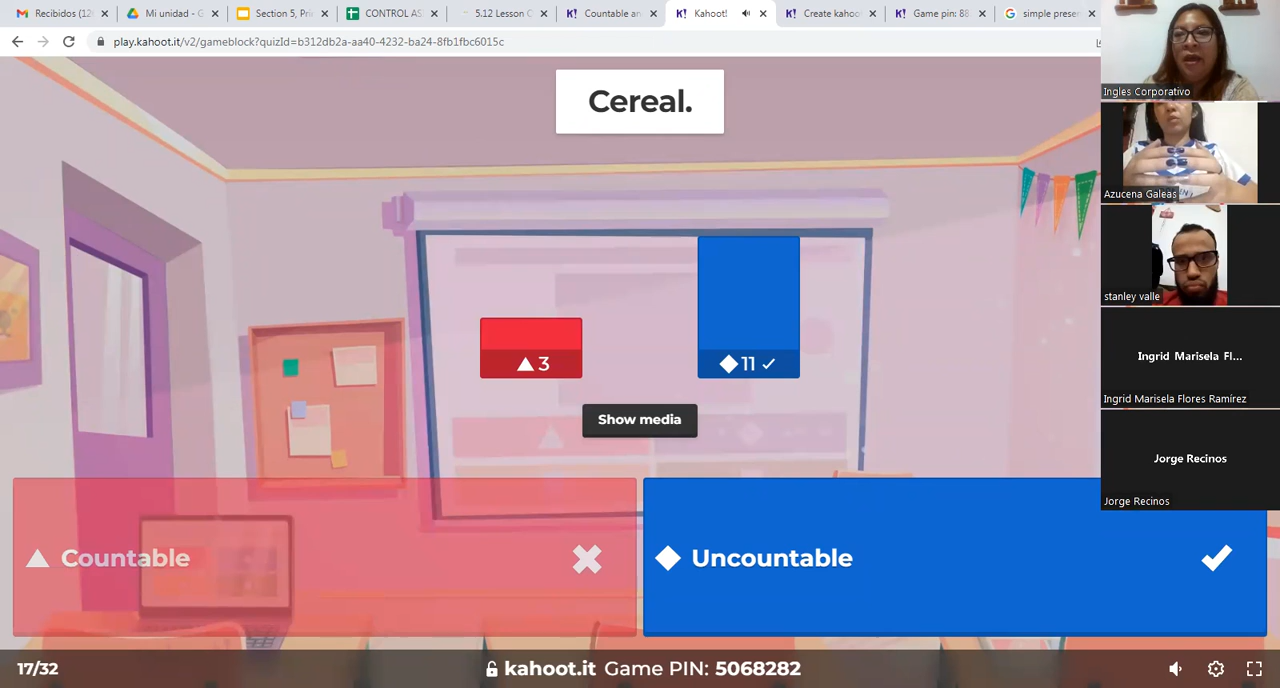 Recibidos (12
Mi unidad - G
Section 5, Pri
CONTROL AS
5.12 Lesson C
K! Countable an
K! Kahoot!
K! Create kahoo
K! Game pin: 88
simple prese
play.kahoot.it/v2/gameblock?quizId=b312db2a-aa40-4232-ba24-8fb1fbc6015c
Cereal.
3
11
Show media
Countable
Uncountable
17/32
kahoot.it Game PIN: 5068282
Ingles Corporativo
Azucena Galeas
stanley valle
Ingrid Marisela Fl...
Ingrid Marisela Flores Ramírez
Jorge Recinos
Jorge Recinos